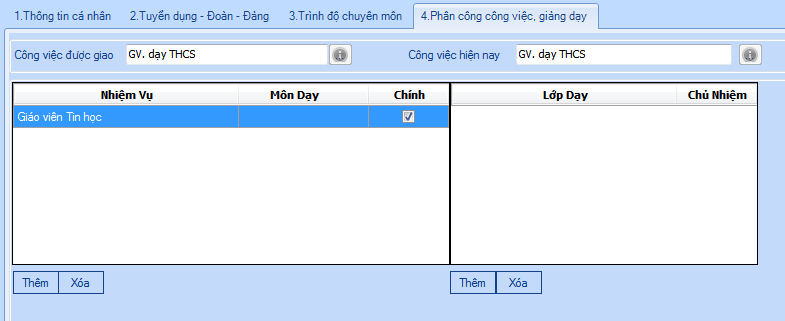 1.Thông tin cá nhân 2.Tuyển dụng - Đoàn - Đảng 3.Trình độ chuyên môn 4.Phân công công việc, giảng dạy
Công việc được giao GV. dạy THCS Công việc hiện nay GV. dạy THCS
Nhiệm Vụ Môn Dạy Chính Lớp Dạy Chủ Nhiệm
Giáo viên Tin học
Thêm Xóa Thêm Xóa